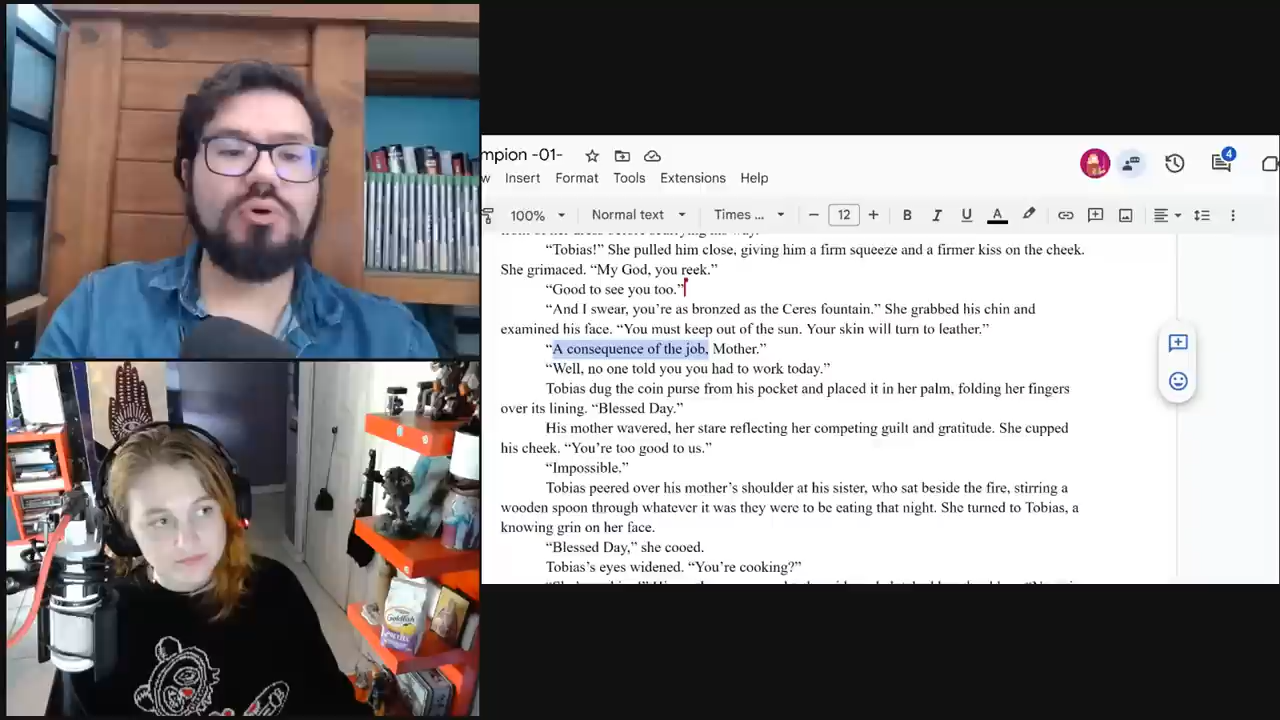 mpion -01-
4
w Insert Format Tools Extensions Help
100% Normal text Times ... 12 B I U A
“Tobias!” She pulled him close, giving him a firm squeeze and a firmer kiss on the cheek.
She grimaced. “My God, you reek.”
“Good to see you too.”
“And I swear, you’re as bronzed as the Ceres fountain.” She grabbed his chin and
examined his face. “You must keep out of the sun. Your skin will turn to leather.”
“A consequence of the job, Mother.”
“Well, no one told you you had to work today.”
Tobias dug the coin purse from his pocket and placed it in her palm, folding her fingers
over its lining. “Blessed Day.”
His mother wavered, her stare reflecting her competing guilt and gratitude. She cupped
his cheek. “You’re too good to us.”
“Impossible.”
Tobias peered over his mother’s shoulder at his sister, who sat beside the fire, stirring a
wooden spoon through whatever it was they were to be eating that night. She turned to Tobias, a
knowing grin on her face.
“Blessed Day,” she cooed.
Tobias’s eyes widened. “You’re cooking?”
Goldfish